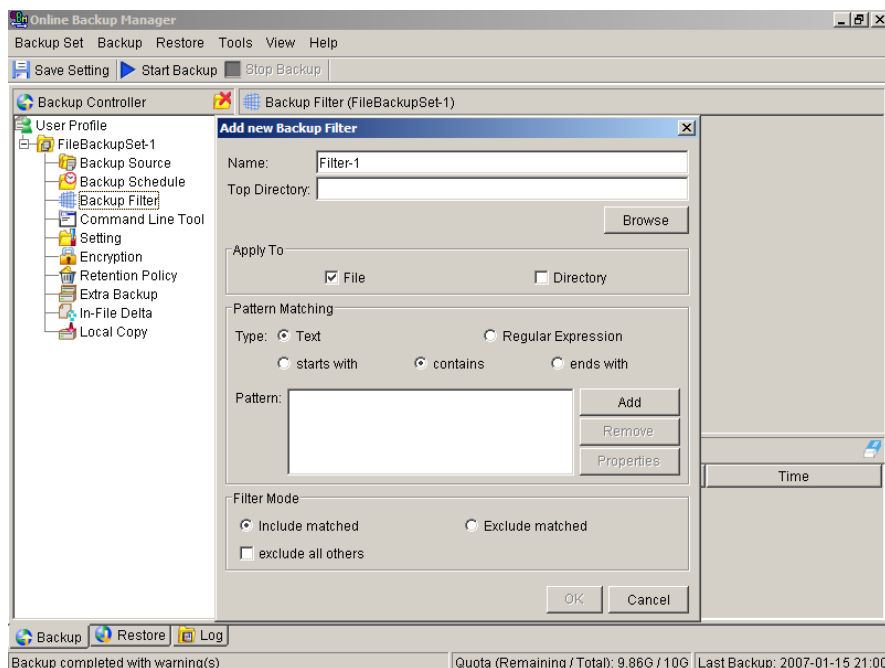 Online Backup Manager
Backup Set Backup Restore Tools View Help
Save Setting Start Backup Stop Backup
Backup Controller
Backup Filter (FileBackupSet-1)
User Profile
FileBackupSet-1
Backup Source
Backup Schedule
Backup Filter
Command Line Tool
Setting
Encryption
Retention Policy
Extra Backup
In-File Delta
Local Copy
Add new Backup Filter
Name: Filter-1
Top Directory:
Browse
Apply To
File Directory
Pattern Matching
Type: Text Regular Expression
starts with contains ends with
Pattern:
Add
Remove
Properties
Filter Mode
Include matched Exclude matched
exclude all others
OK Cancel
Time
Backup Restore Log
Backup completed with warning(s) Quota (Remaining / Total): 9.86G / 10G Last Backup: 2007-01-15 21:00